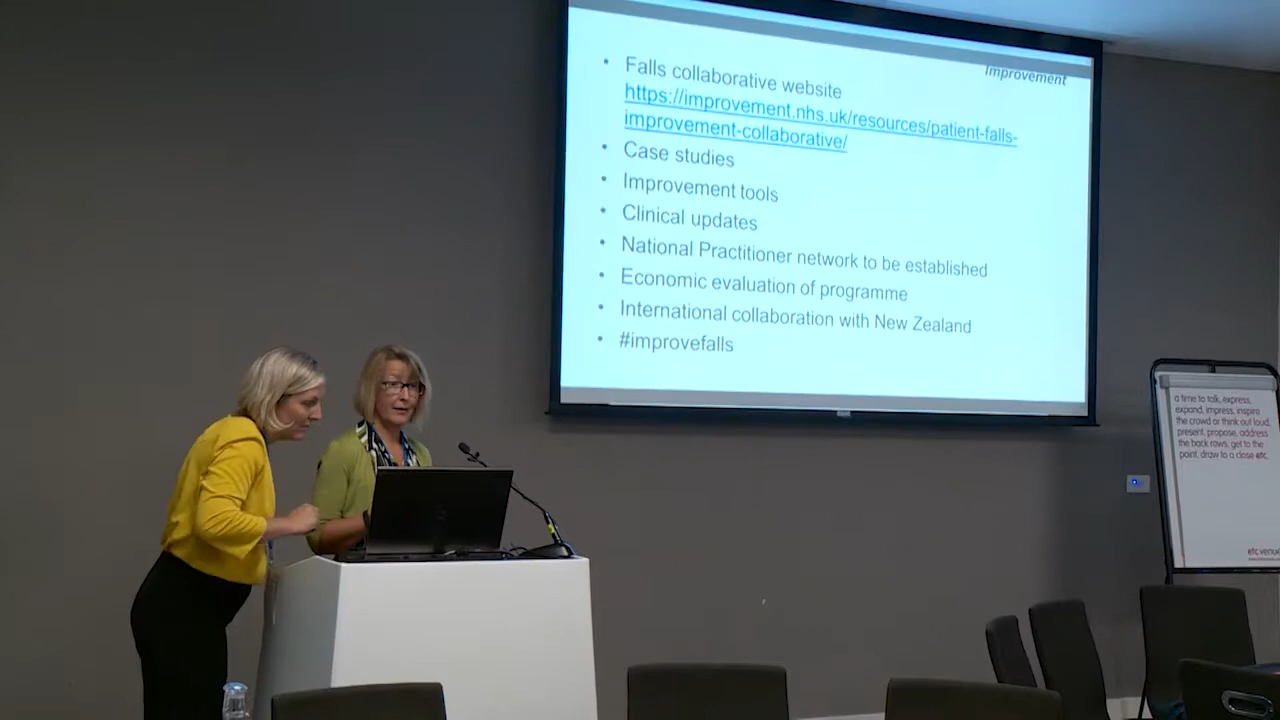 Improvement
• Falls collaborative website
https://improvement.nhs.uk/resources/patient-falls-
improvement-collaborative/
• Case studies
• Improvement tools
• Clinical updates
• National Practitioner network to be established
• Economic evaluation of programme
• International collaboration with New Zealand
• #improvefalls
a time to talk, express,
expand, impress, inspire
the crowd or think out loud,
present, propose, address
the back rows, get to the
point, draw to a close etc.
etc venue